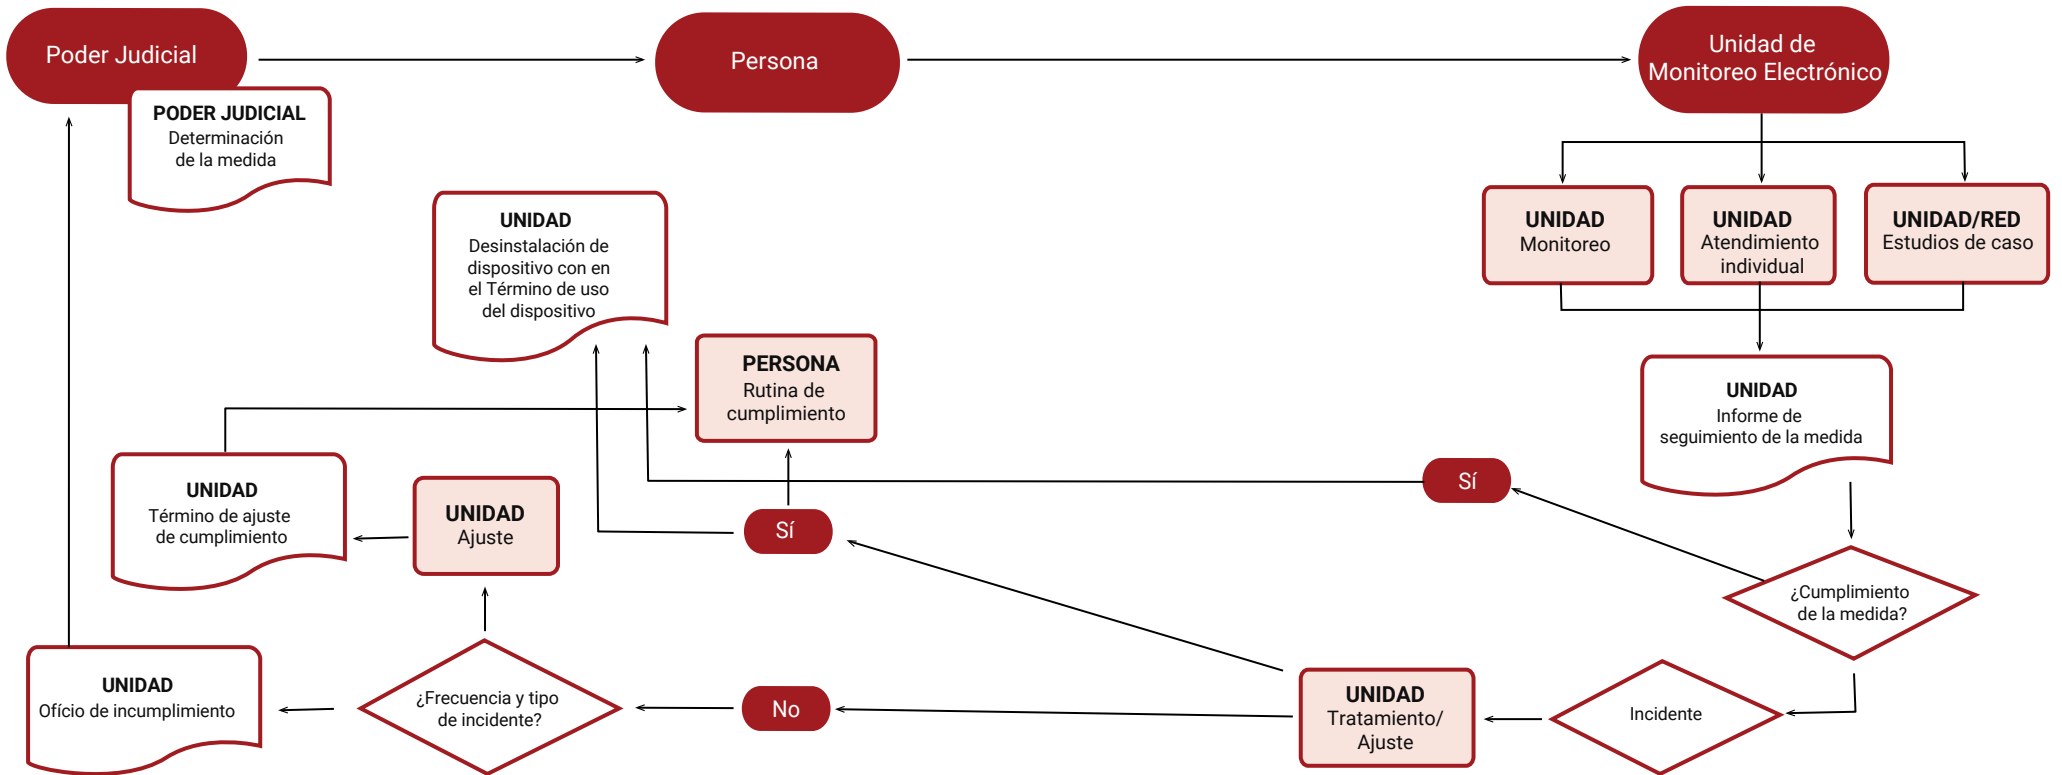 Poder Judicial
Persona
Unidad de
Monitoreo Electrónico
PODER JUDICIAL
Determinación
de la medida
UNIDAD
Desinstalación de
dispositivo con en
el Término de uso
del dispositivo
UNIDAD
Monitoreo
UNIDAD
Atendimiento
individual
UNIDAD/RED
Estudios de caso
PERSONA
Rutina de
cumplimiento
UNIDAD
Informe de
seguimiento de la medida
UNIDAD
Término de ajuste
de cumplimiento
UNIDAD
Ajuste
Sí
Sí
¿Cumplimiento
de la medida?
UNIDAD
Ofício de incumplimiento
¿Frecuencia y tipo
de incidente?
No
UNIDAD
Tratamiento/
Ajuste
Incidente